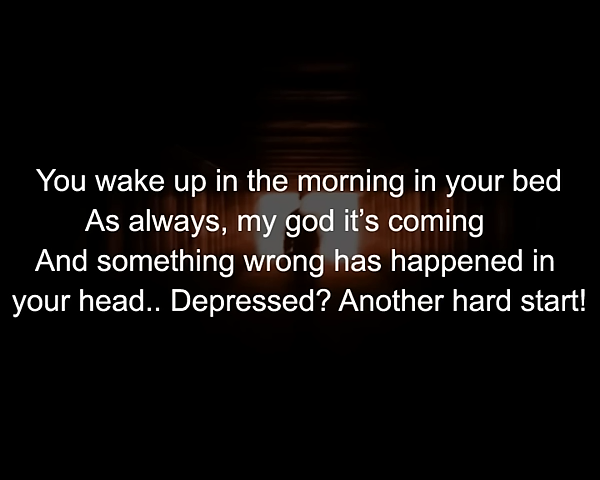 You wake up in the morning in your bed
As always, my god it’s coming
And something wrong has happened in
your head.. Depressed? Another hard start!